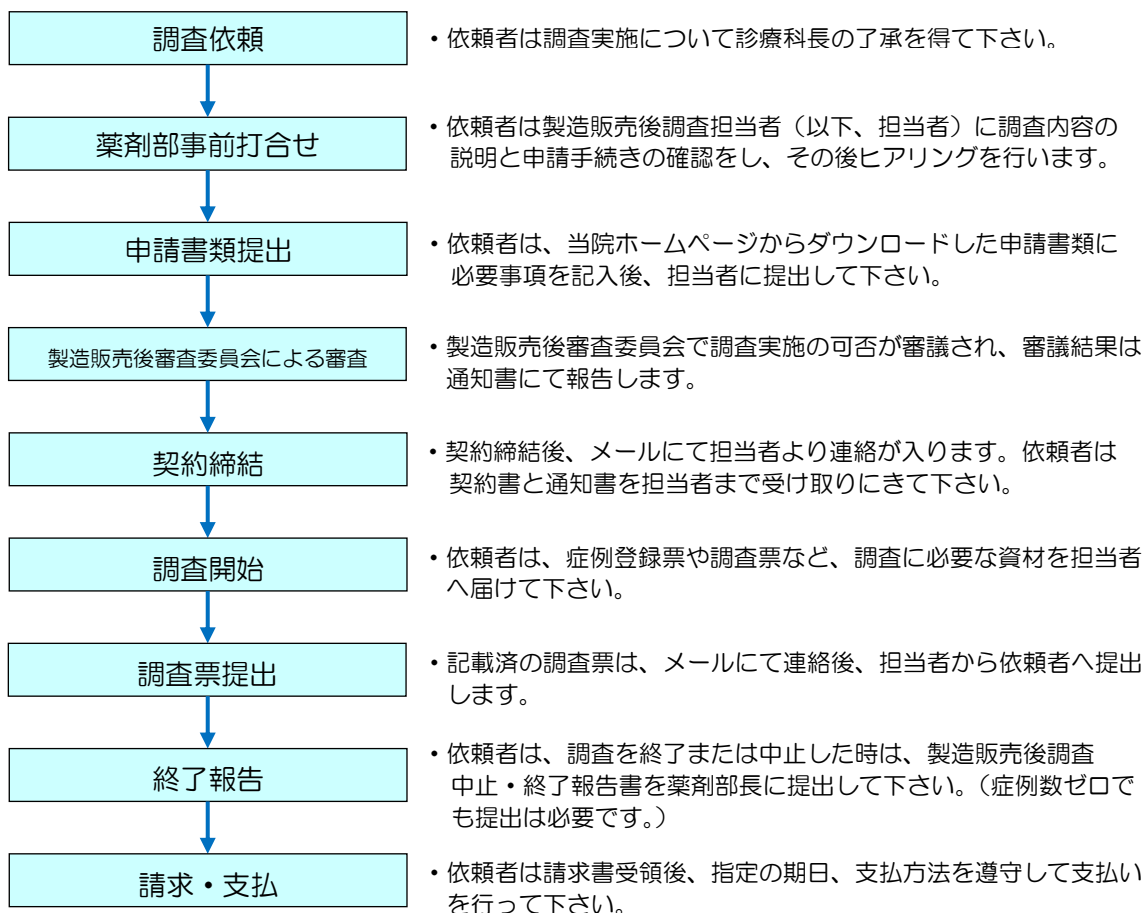 調査依頼
・依頼者は調査実施について診療科長の了承を得て下さい。
薬剤部事前打合せ
・依頼者は製造販売後調査担当者（以下、担当者）に調査内容の
説明と申請手続きの確認をし、その後ヒアリングを行います。
申請書類提出
・依頼者は、当院ホームページからダウンロードした申請書類に
必要事項を記入後、担当者に提出して下さい。
製造販売後審査委員会による審査
・製造販売後審査委員会で調査実施の可否が審議され、審議結果は
通知書にて報告します。
契約締結
・契約締結後、メールにて担当者より連絡が入ります。依頼者は
契約書と通知書を担当者まで受け取りにきて下さい。
調査開始
・依頼者は、症例登録票や調査票など、調査に必要な資材を担当者
へ届けて下さい。
調査票提出
・記載済の調査票は、メールにて連絡後、担当者から依頼者へ提出
します。
終了報告
・依頼者は、調査を終了または中止した時は、製造販売後調査
中止・終了報告書を薬剤部長に提出して下さい。（症例数ゼロで
も提出は必要です。）
請求・支払
・依頼者は請求書受領後、指定の期日、支払方法を遵守して支払い
を行って下さい。